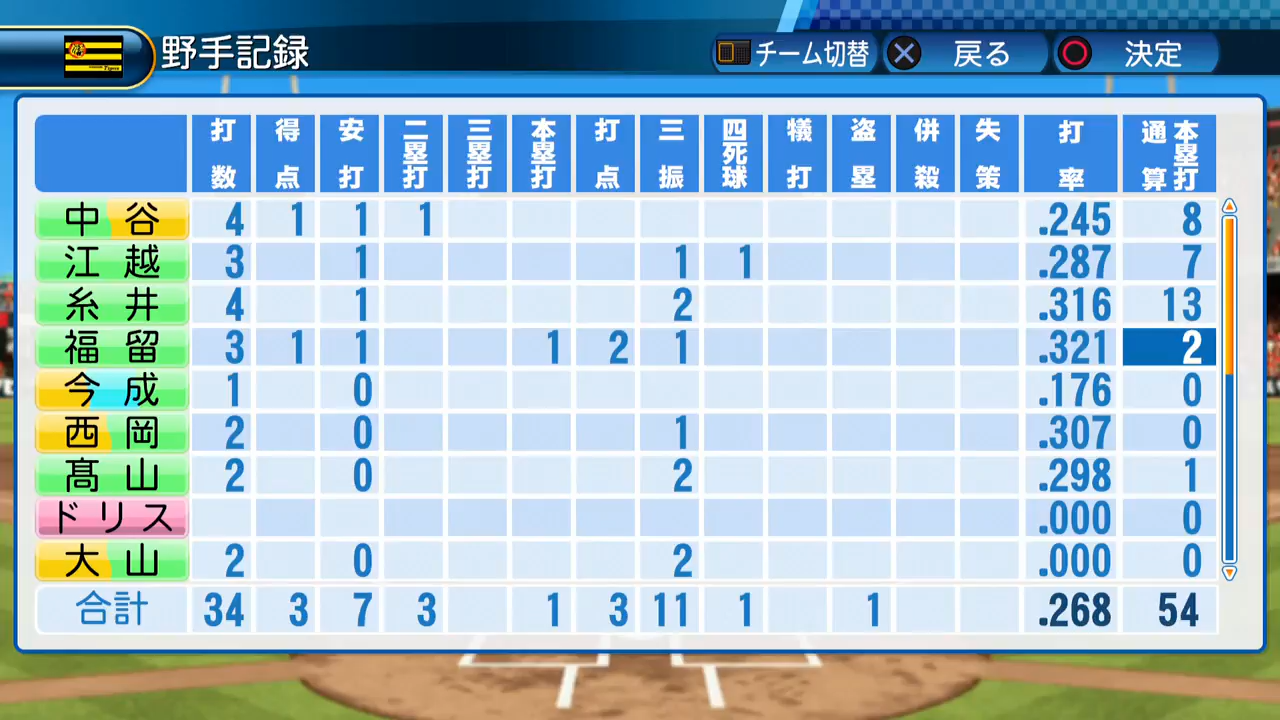 野手記録 チーム切替 戻る 決定
打数 得点 安打 二塁打 三塁打 本塁打 打点 三振 四死球 犠打 盗塁 併殺 失策 打率 通算本塁打
中谷 4 1 1 1 .245 8
江越 3 1 1 1 .287 7
糸井 4 1 2 .316 13
福留 3 1 1 1 2 1 .321 2
今成 1 0 .176 0
西岡 2 0 1 .307 0
髙山 2 0 2 .298 1
ドリス .000 0
大山 2 0 2 .000 0
合計 34 3 7 3 1 3 11 1 1 .268 54